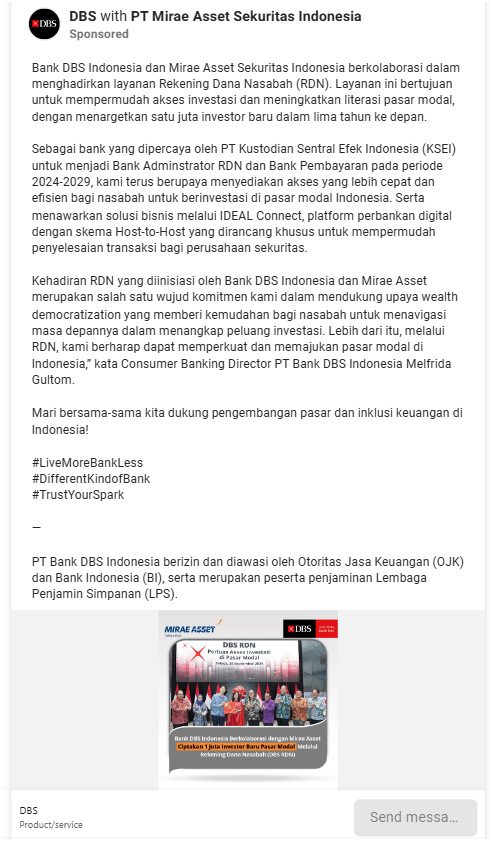 DBS with PT Mirae Asset Sekuritas Indonesia
Sponsored
Bank DBS Indonesia dan Mirae Asset Sekuritas Indonesia berkolaborasi dalam
menghadirkan layanan Rekening Dana Nasabah (RDN). Layanan ini bertujuan
untuk mempermudah akses investasi dan meningkatkan literasi pasar modal,
dengan menargetkan satu juta investor baru dalam lima tahun ke depan.
Sebagai bank yang dipercaya oleh PT Kustodian Sentral Efek Indonesia (KSEI)
untuk menjadi Bank Adminstrator RDN dan Bank Pembayaran pada periode
2024-2029, kami terus berupaya menyediakan akses yang lebih cepat dan
efisien bagi nasabah untuk berinvestasi di pasar modal Indonesia. Serta
menawarkan solusi bisnis melalui IDEAL Connect, platform perbankan digital
dengan skema Host-to-Host yang dirancang khusus untuk mempermudah
penyelesaian transaksi bagi perusahaan sekuritas.
Kehadiran RDN yang diinisiasi oleh Bank DBS Indonesia dan Mirae Asset
merupakan salah satu wujud komitmen kami dalam mendukung upaya wealth
democratization yang memberi kemudahan bagi nasabah untuk menavigasi
masa depannya dalam menangkap peluang investasi. Lebih dari itu, melalui
RDN, kami berharap dapat memperkuat dan memajukan pasar modal di
Indonesia,” kata Consumer Banking Director PT Bank DBS Indonesia Melfrida
Gultom.
Mari bersama-sama kita dukung pengembangan pasar dan inklusi keuangan di
Indonesia!
#LiveMoreBankLess
#DifferentKindofBank
#TrustYourSpark
—
PT Bank DBS Indonesia berizin dan diawasi oleh Otoritas Jasa Keuangan (OJK)
dan Bank Indonesia (BI), serta merupakan peserta penjaminan Lembaga
Penjamin Simpanan (LPS).
MIRAE ASSET
DBS
DBS RDN
Perluas Akses Investasi
di Pasar Modal
Bank DBS Indonesia Berkolaborasi dengan Mirae Asset
Ciptakan 1 Juta Investor Baru Pasar Modal Melalui
Rekening Dana Nasabah (DBS RDN)
DBS
Product/service
Send messa...